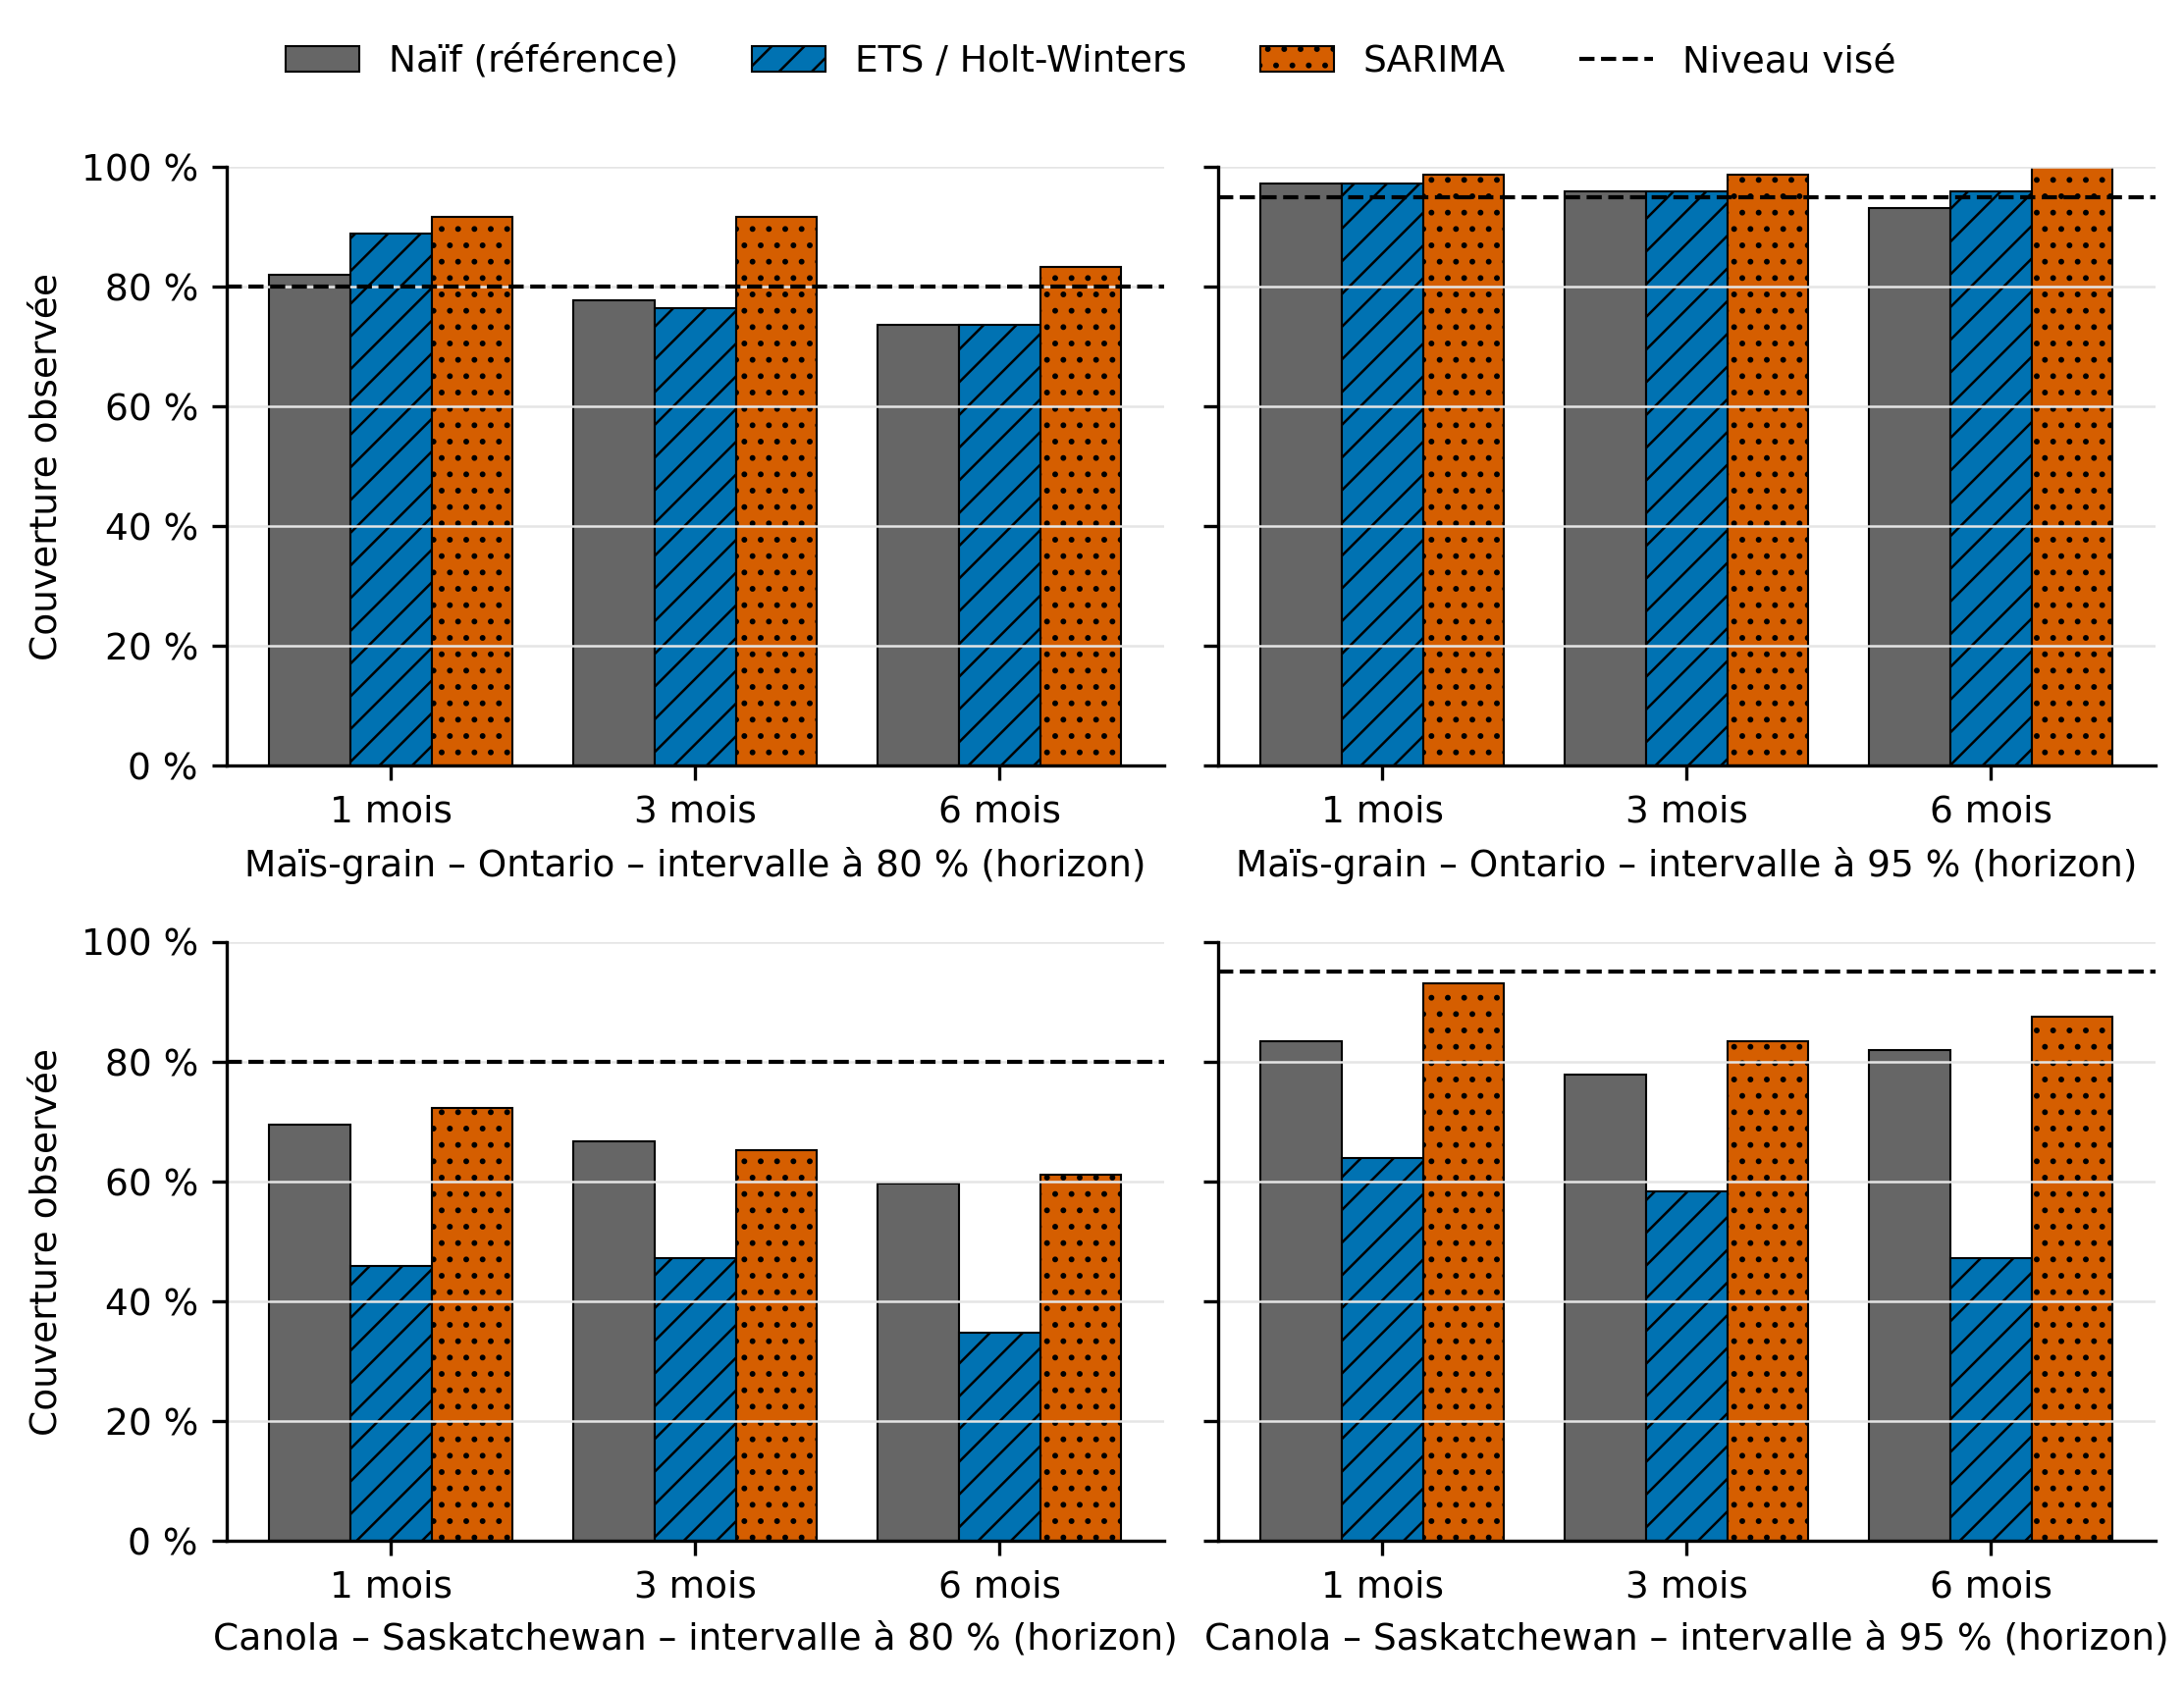 Naïf (référence) ETS / Holt-Winters SARIMA Niveau visé
Couverture observée
100 %
80 %
60 %
40 %
20 %
0 %
1 mois 3 mois 6 mois
Maïs-grain – Ontario – intervalle à 80 % (horizon)
1 mois 3 mois 6 mois
Maïs-grain – Ontario – intervalle à 95 % (horizon)
Couverture observée
100 %
80 %
60 %
40 %
20 %
0 %
1 mois 3 mois 6 mois
Canola – Saskatchewan – intervalle à 80 % (horizon)
1 mois 3 mois 6 mois
Canola – Saskatchewan – intervalle à 95 % (horizon)